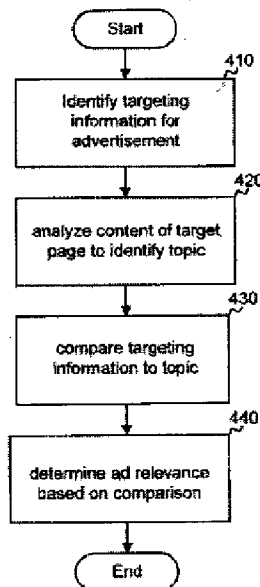 Start
410
Identify targeting
information for
advertisement
420
analyze content of target
page to identify topic
430
compare targeting
information to topic
440
determine ad relevance
based on comparison
End